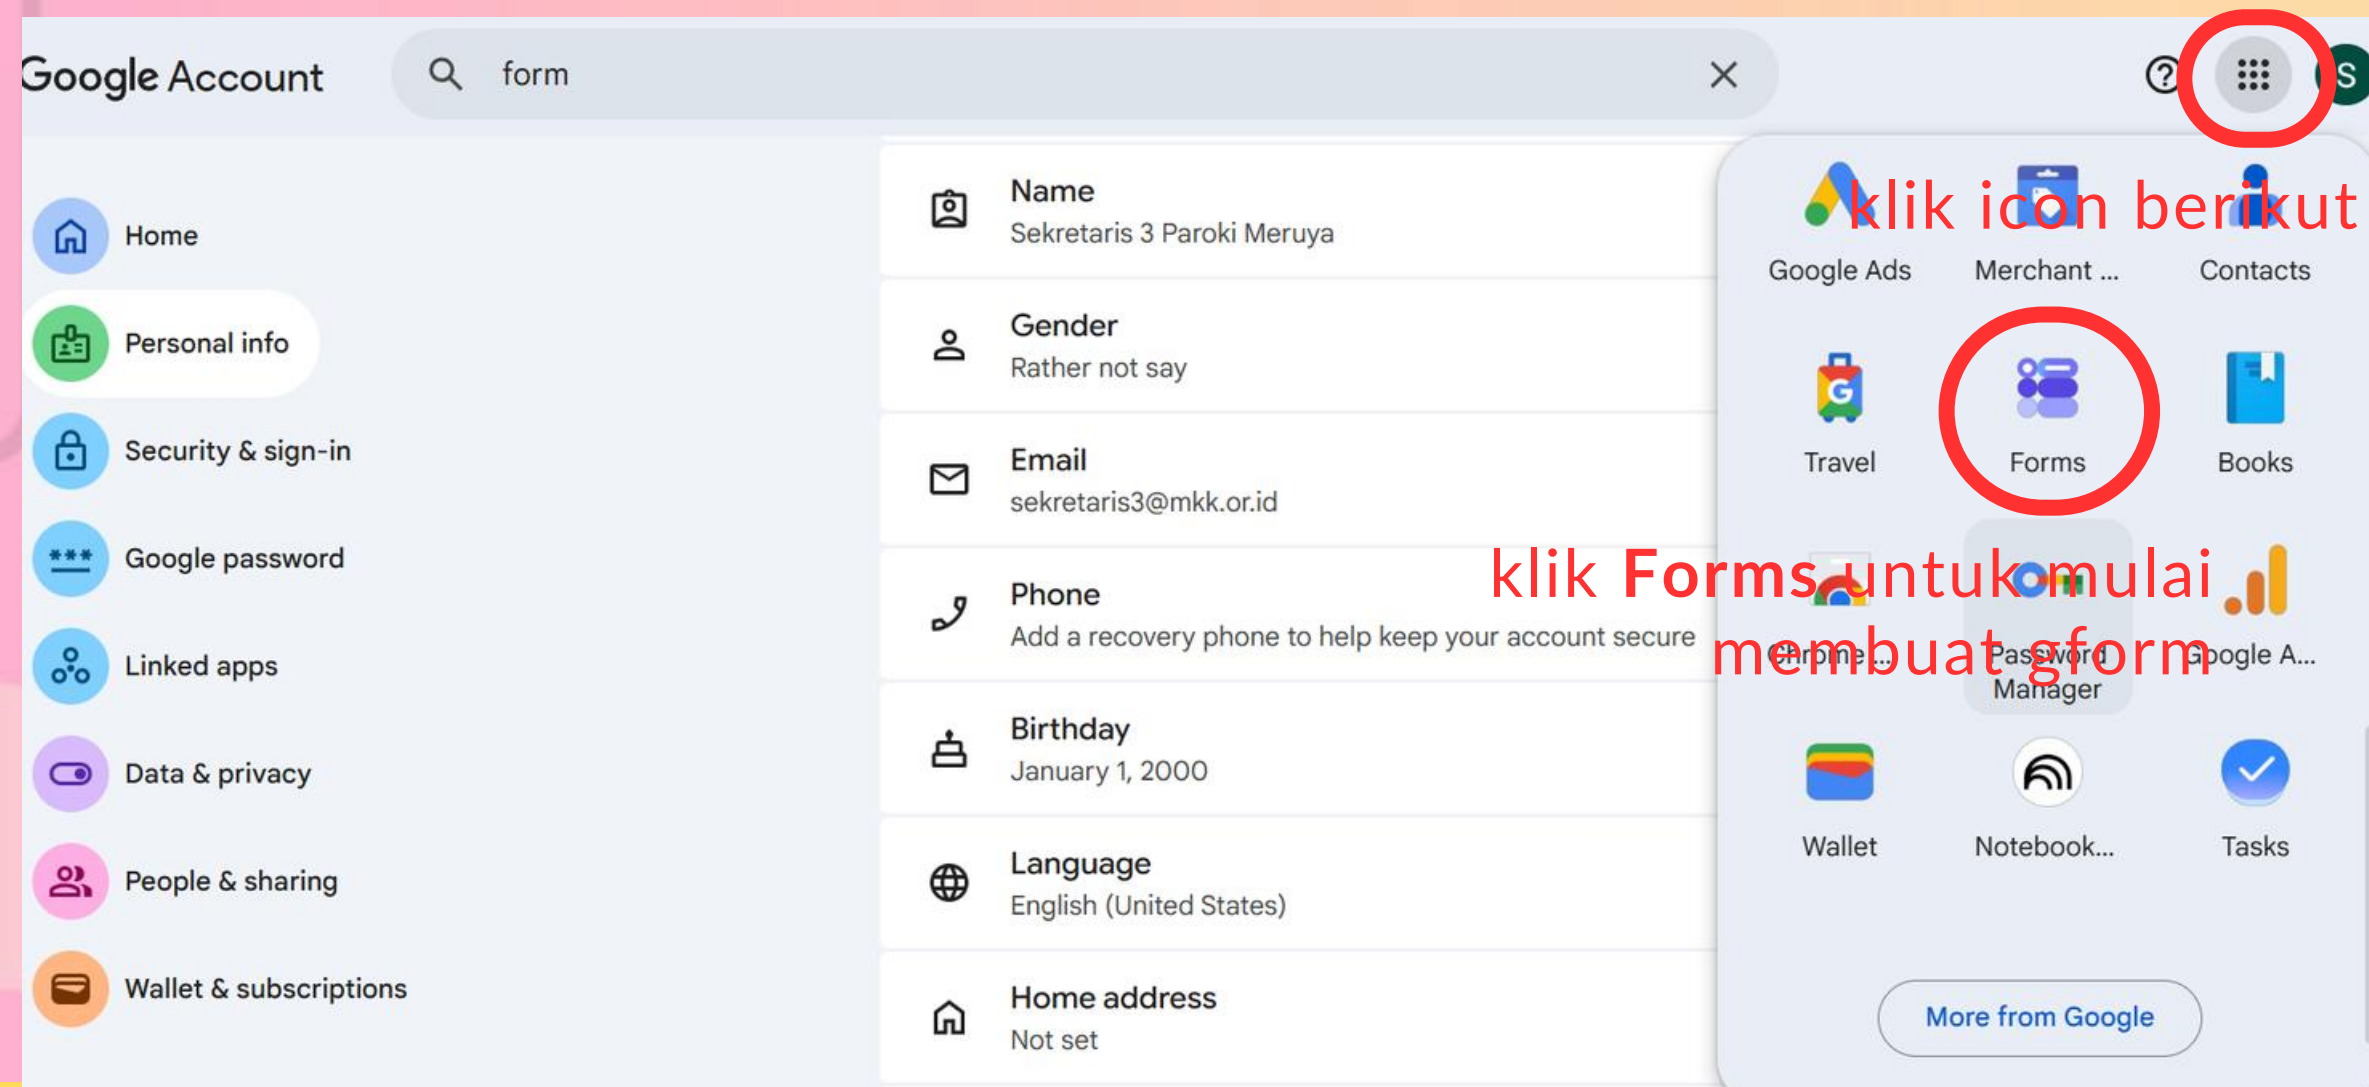 Google Account
form
S
Home
Personal info
Security & sign-in
Google password
Linked apps
Data & privacy
People & sharing
Wallet & subscriptions
Name
Sekretaris 3 Paroki Meruya
Gender
Rather not say
Email
sekretaris3@mkk.or.id
Phone
Add a recovery phone to help keep your account secure
Birthday
January 1, 2000
Language
English (United States)
Home address
Not set
klik icon berikut
Google Ads
Merchant ...
Contacts
Travel
Forms
Books
klik Forms untuk mulai
membuat gform
Chrome ...
Password
Manager
Google A...
Wallet
Notebook...
Tasks
More from Google